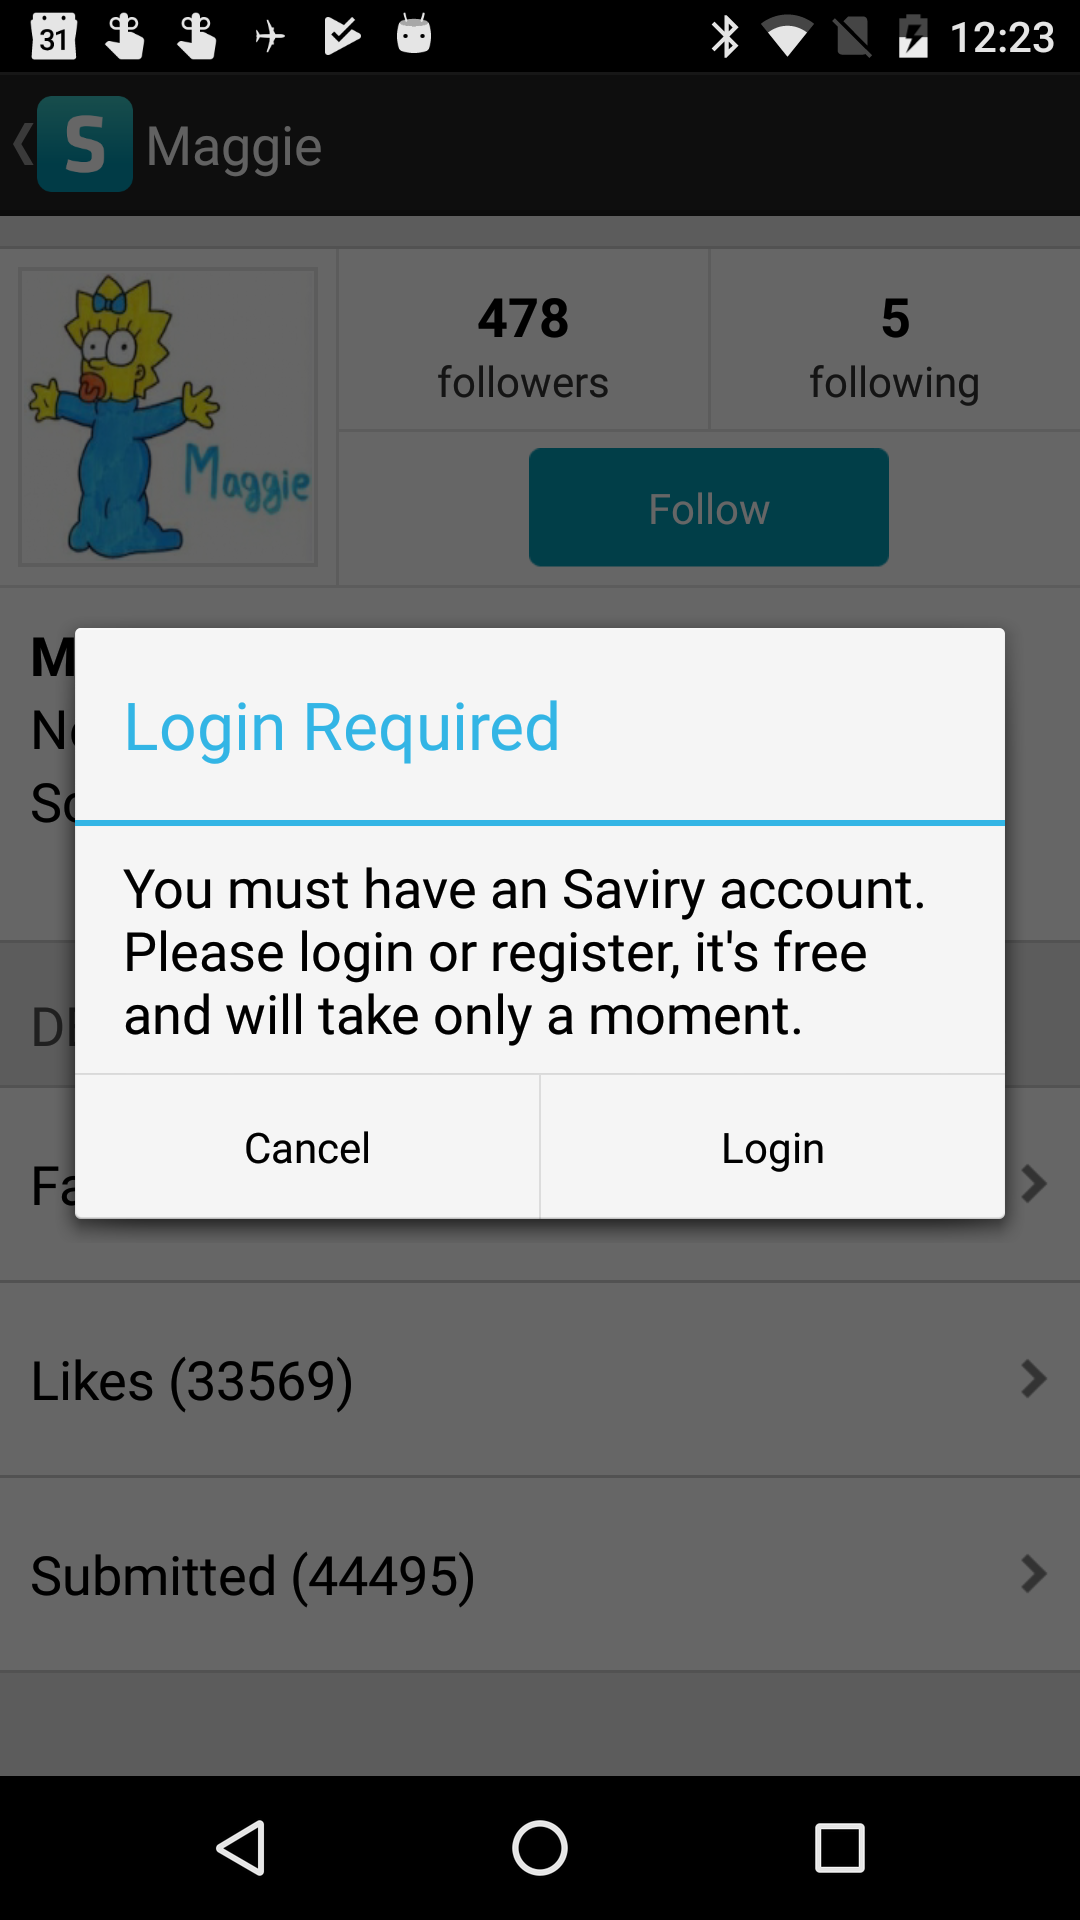 31 12:23
S Maggie
478 5
followers following
Maggie
Follow
Login Required
You must have an Saviry account.
Please login or register, it's free
and will take only a moment.
Cancel Login
Likes (33569)
Submitted (44495)